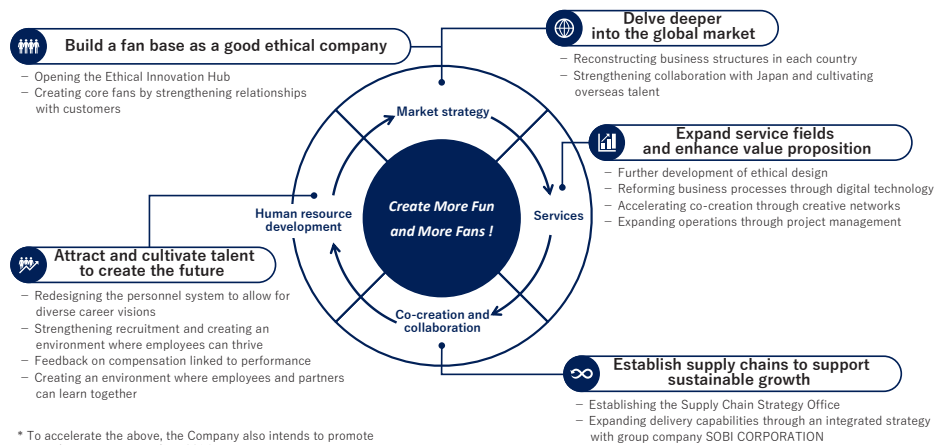 Build a fan base as a good ethical company
– Opening the Ethical Innovation Hub
– Creating core fans by strengthening relationships
with customers
Delve deeper
into the global market
– Reconstructing business structures in each country
– Strengthening collaboration with Japan and cultivating
overseas talent
Expand service fields
and enhance value proposition
– Further development of ethical design
– Reforming business processes through digital technology
– Accelerating co-creation through creative networks
– Expanding operations through project management
Market strategy
Services
Co-creation and
collaboration
Human resource
development
Create More Fun
and More Fans !
Attract and cultivate talent
to create the future
– Redesigning the personnel system to allow for
diverse career visions
– Strengthening recruitment and creating an
environment where employees can thrive
– Feedback on compensation linked to performance
– Creating an environment where employees and partners
can learn together
Establish supply chains to support
sustainable growth
– Establishing the Supply Chain Strategy Office
– Expanding delivery capabilities through an integrated strategy
with group company SOBI CORPORATION
* To accelerate the above, the Company also intends to promote